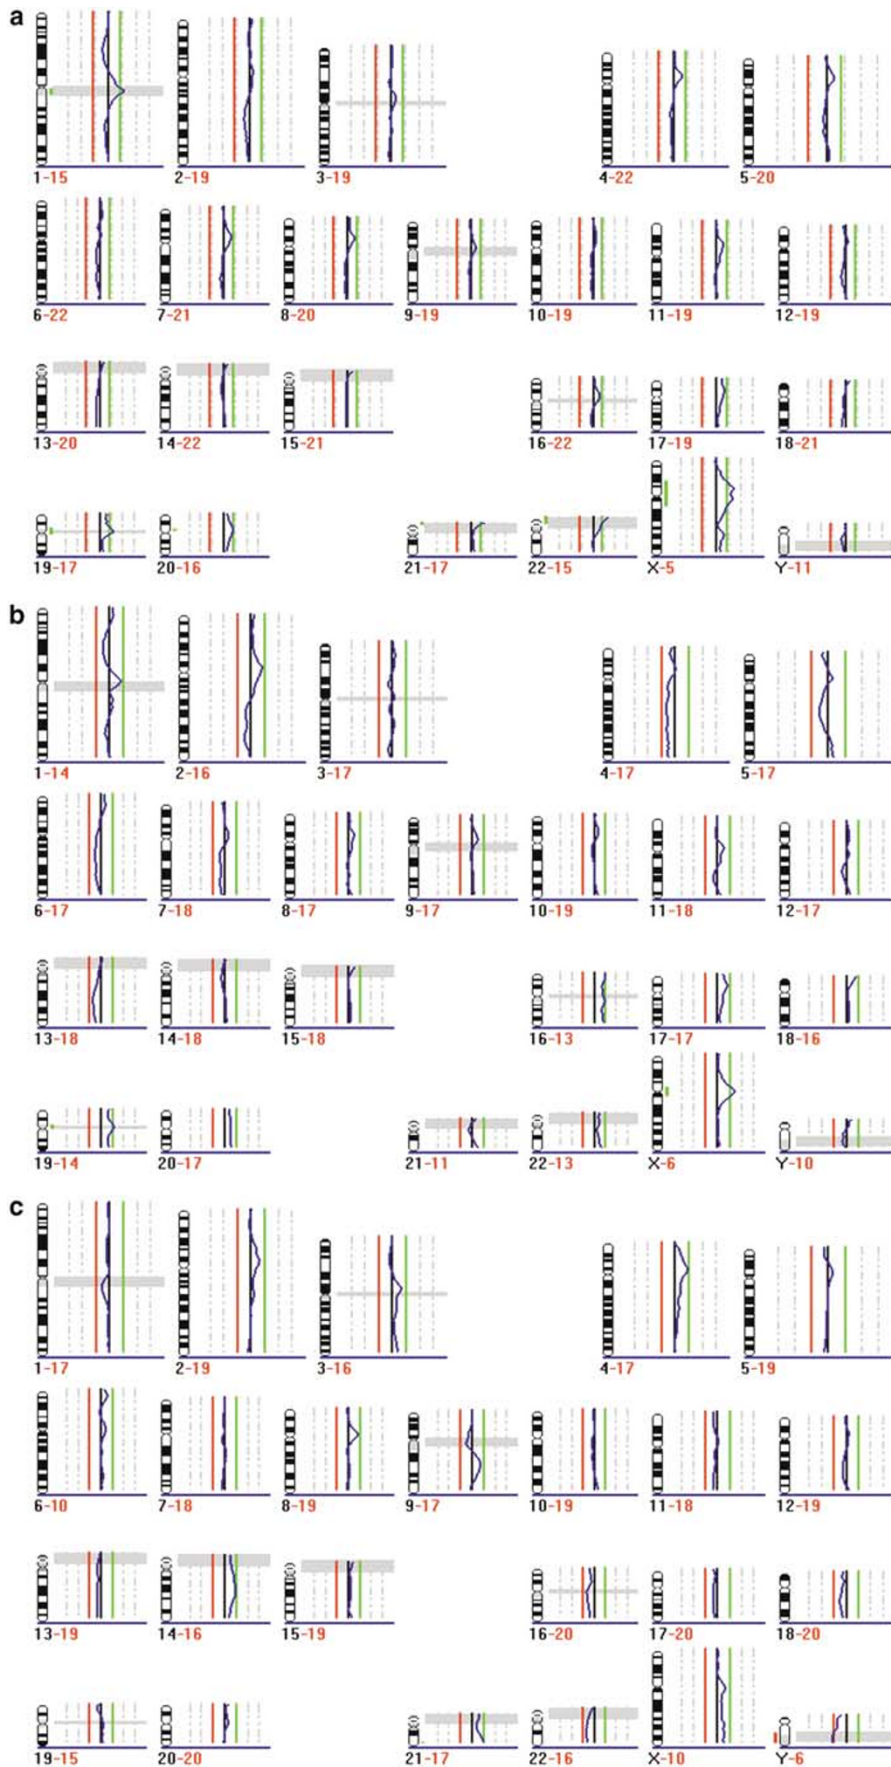 a
1-15 2-19 3-19 4-22 5-20
6-22 7-21 8-20 9-19 10-19 11-19 12-19
13-20 14-22 15-21 16-22 17-19 18-21
19-17 20-16 21-17 22-15 X-5 Y-11
b
1-14 2-16 3-17 4-17 5-17
6-17 7-18 8-17 9-17 10-19 11-18 12-17
13-18 14-18 15-18 16-13 17-17 18-16
19-14 20-17 21-11 22-13 X-6 Y-10
c
1-17 2-19 3-16 4-17 5-19
6-10 7-18 8-19 9-17 10-19 11-18 12-19
13-19 14-16 15-19 16-20 17-20 18-20
19-15 20-20 21-17 22-16 X-10 Y-6